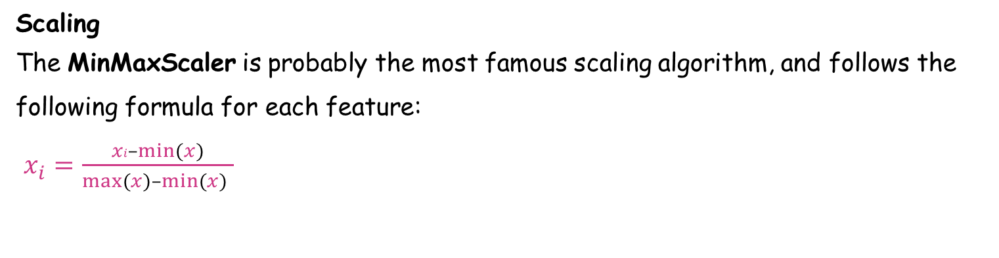 Scaling
The MinMaxScaler is probably the most famous scaling algorithm, and follows the
following formula for each feature:
xᵢ = (xᵢ–min(x)) / (max(x)–min(x))